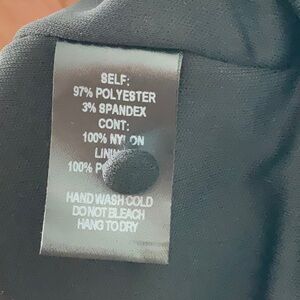 SELF:
97% POLYESTER
3% SPANDEX
CONT:
100% NYLON
100%
HAND WASH COLD
DO NOT BLEACH
HANG TO DRY